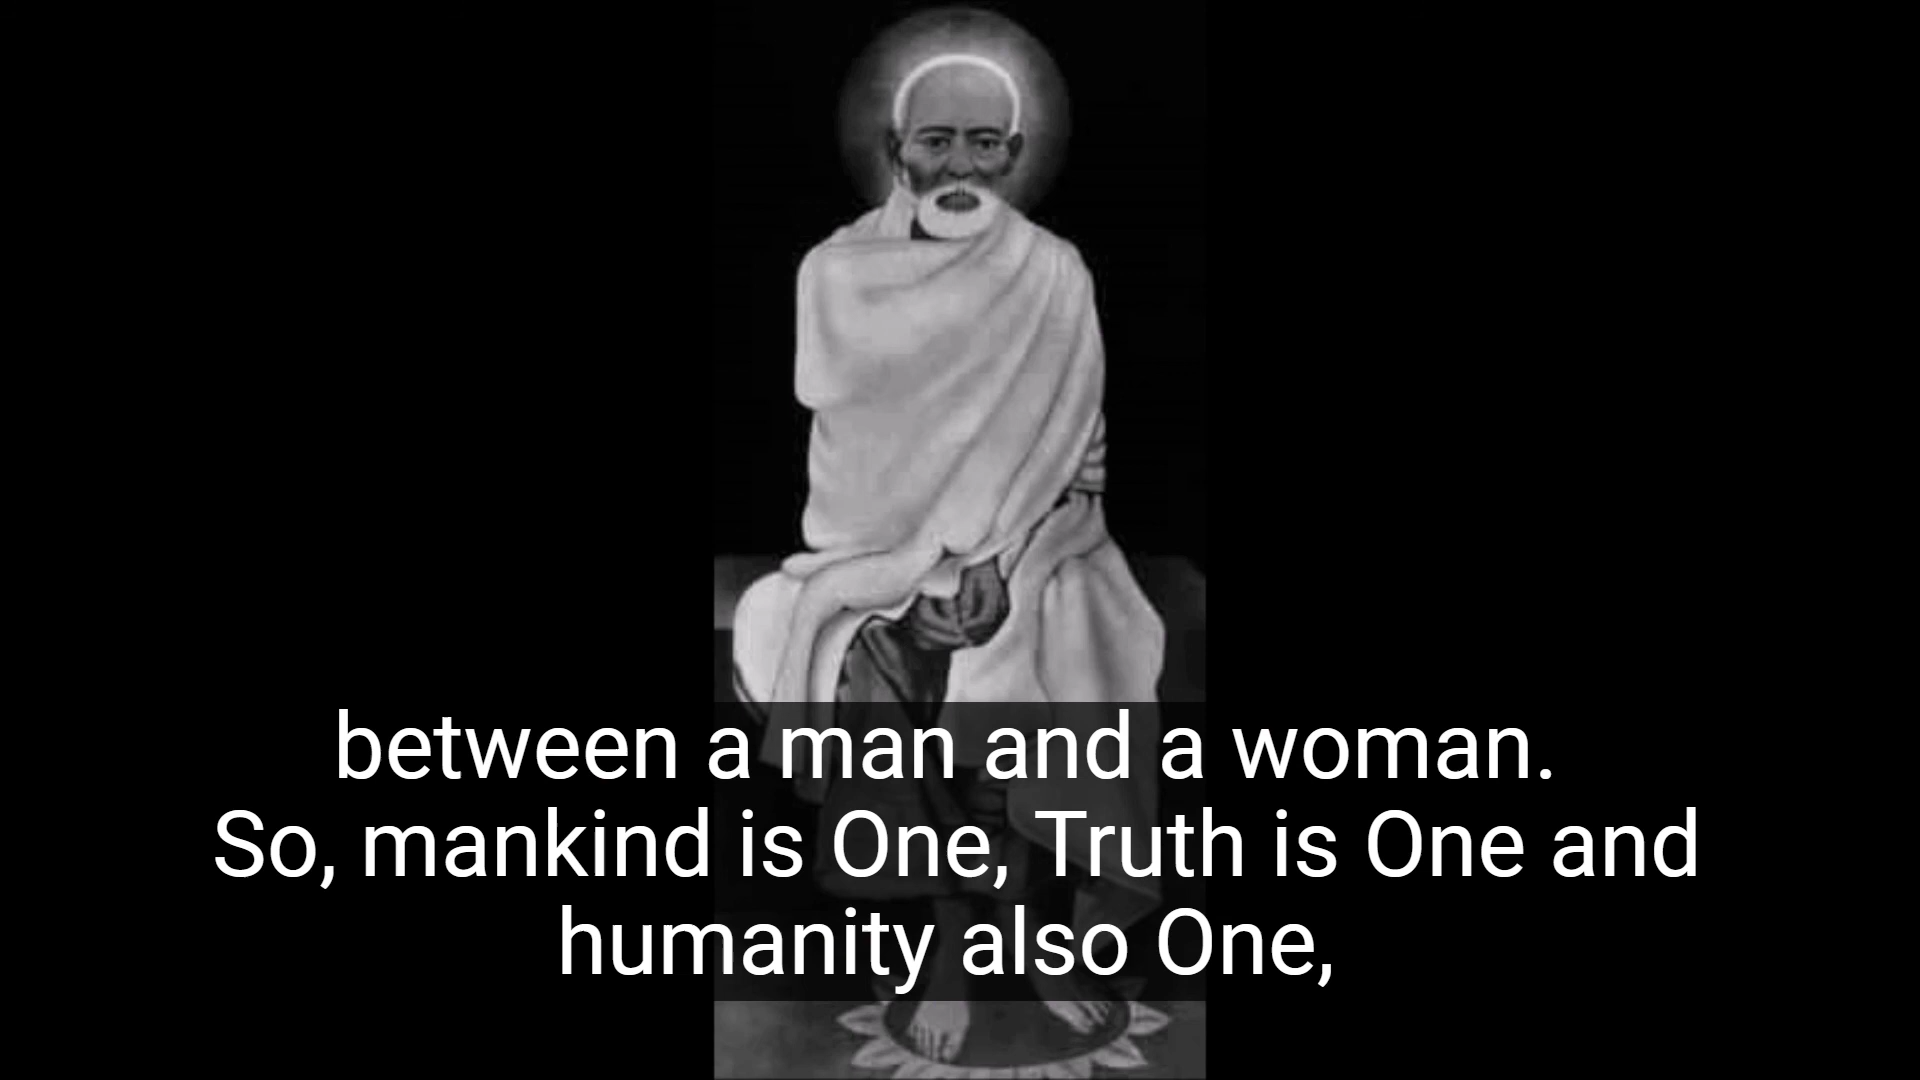 between a man and a woman.
So, mankind is One, Truth is One and
humanity also One,